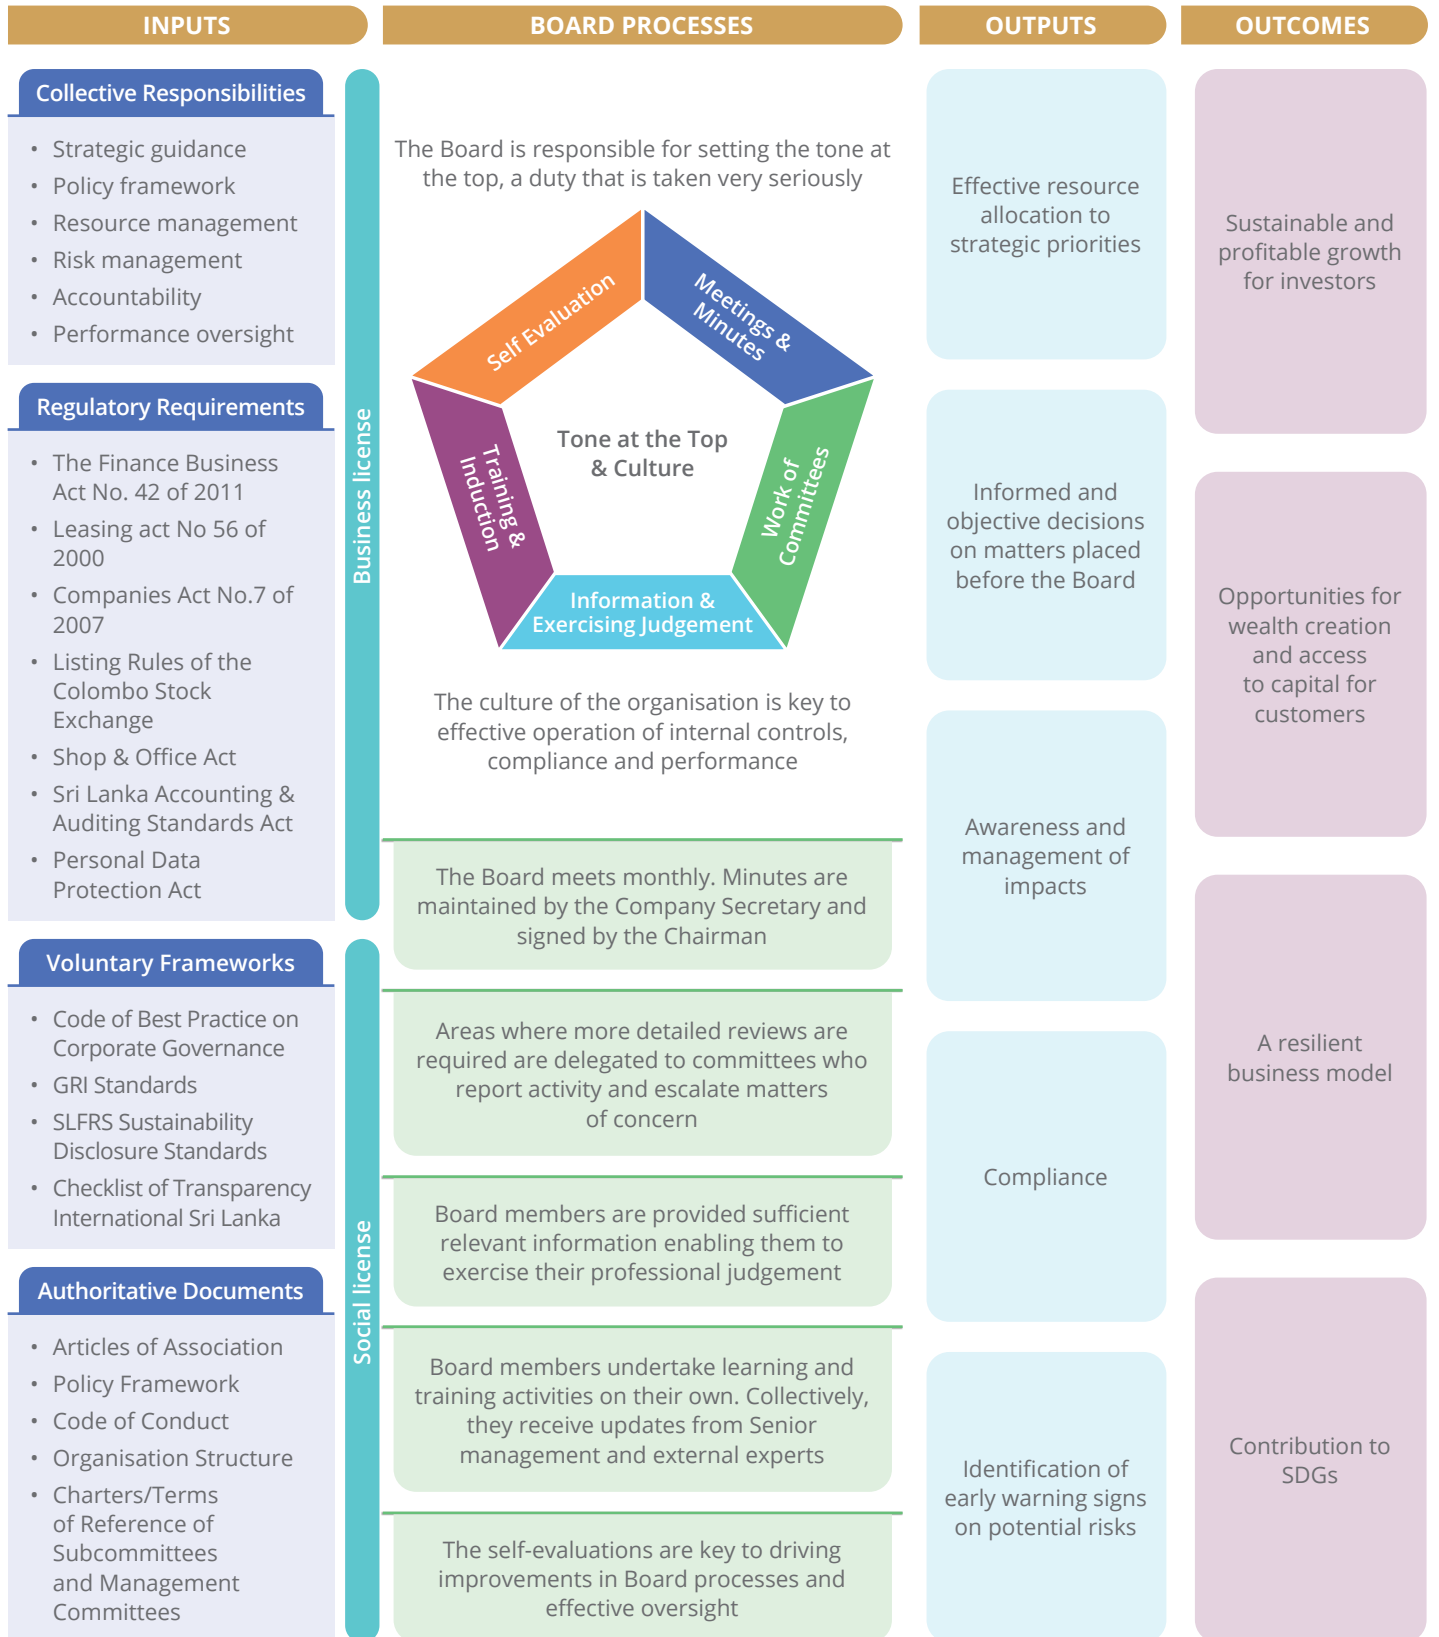 INPUTS
BOARD PROCESSES
OUTPUTS
OUTCOMES
Collective Responsibilities
• Strategic guidance
• Policy framework
• Resource management
• Risk management
• Accountability
• Performance oversight
Regulatory Requirements
• The Finance Business
Act No. 42 of 2011
• Leasing act No 56 of
2000
• Companies Act No.7 of
2007
• Listing Rules of the
Colombo Stock
Exchange
• Shop & Office Act
• Sri Lanka Accounting &
Auditing Standards Act
• Personal Data
Protection Act
Voluntary Frameworks
• Code of Best Practice on
Corporate Governance
• GRI Standards
• SLFRS Sustainability
Disclosure Standards
• Checklist of Transparency
International Sri Lanka
Authoritative Documents
• Articles of Association
• Policy Framework
• Code of Conduct
• Organisation Structure
• Charters/Terms
of Reference of
Subcommittees
and Management
Committees
Business license
Social license
The Board is responsible for setting the tone at
the top, a duty that is taken very seriously
Self Evaluation
Meetings &
Minutes
Training &
Induction
Tone at the Top
& Culture
Work of
Committees
Information &
Exercising Judgement
The culture of the organisation is key to
effective operation of internal controls,
compliance and performance
The Board meets monthly. Minutes are
maintained by the Company Secretary and
signed by the Chairman
Areas where more detailed reviews are
required are delegated to committees who
report activity and escalate matters
of concern
Board members are provided sufficient
relevant information enabling them to
exercise their professional judgement
Board members undertake learning and
training activities on their own. Collectively,
they receive updates from Senior
management and external experts
The self-evaluations are key to driving
improvements in Board processes and
effective oversight
Effective resource
allocation to
strategic priorities
Informed and
objective decisions
on matters placed
before the Board
Awareness and
management of
impacts
Compliance
Identification of
early warning signs
on potential risks
Sustainable and
profitable growth
for investors
Opportunities for
wealth creation
and access
to capital for
customers
A resilient
business model
Contribution to
SDGs